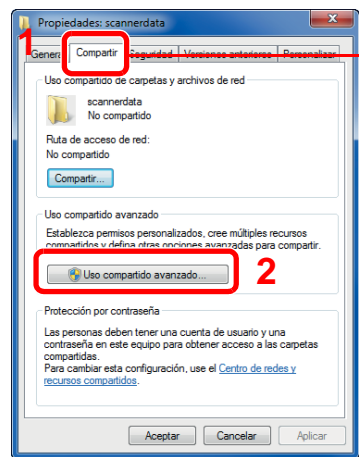 Propiedades: scannerdata
1
General Compartir Seguridad Versiones anteriores Personalizar
Uso compartido de carpetas y archivos de red
scannerdata
No compartido
Ruta de acceso de red:
No compartido
Compartir...
Uso compartido avanzado
Establezca permisos personalizados, cree múltiples recursos
compartidos y defina otras opciones avanzadas para compartir.
Uso compartido avanzado...
2
Protección por contraseña
Las personas deben tener una cuenta de usuario y una
contraseña en este equipo para obtener acceso a las carpetas
compartidas.
Para cambiar esta configuración, use el Centro de redes y
recursos compartidos.
Aceptar Cancelar Aplicar